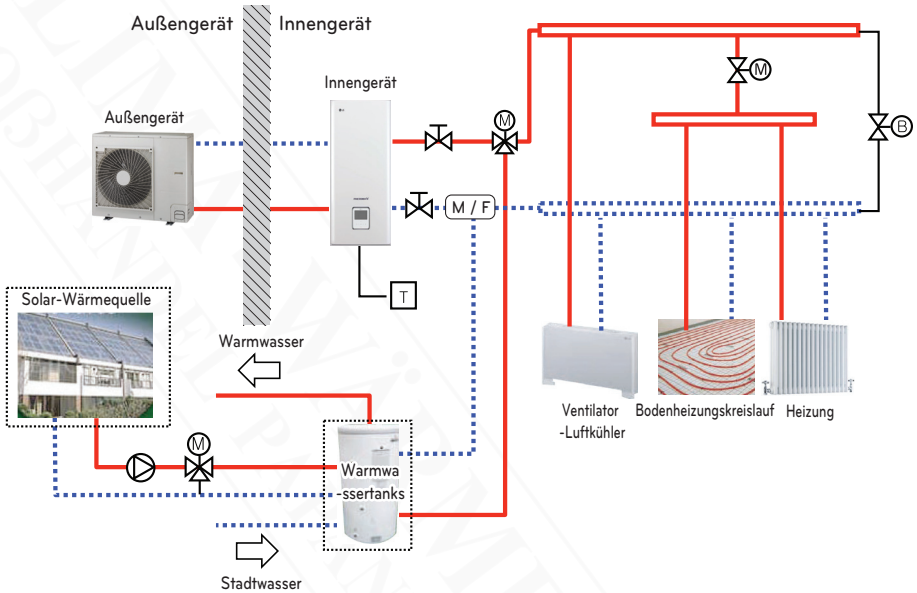 Außengerät
Innengerät
Innengerät
Außengerät
M
M
B
M / F
T
Solar-Wärmequelle
Warmwasser
M
Warmwa
-ssertanks
Stadtwasser
Ventilator
-Luftkühler
Bodenheizungskreislauf
Heizung